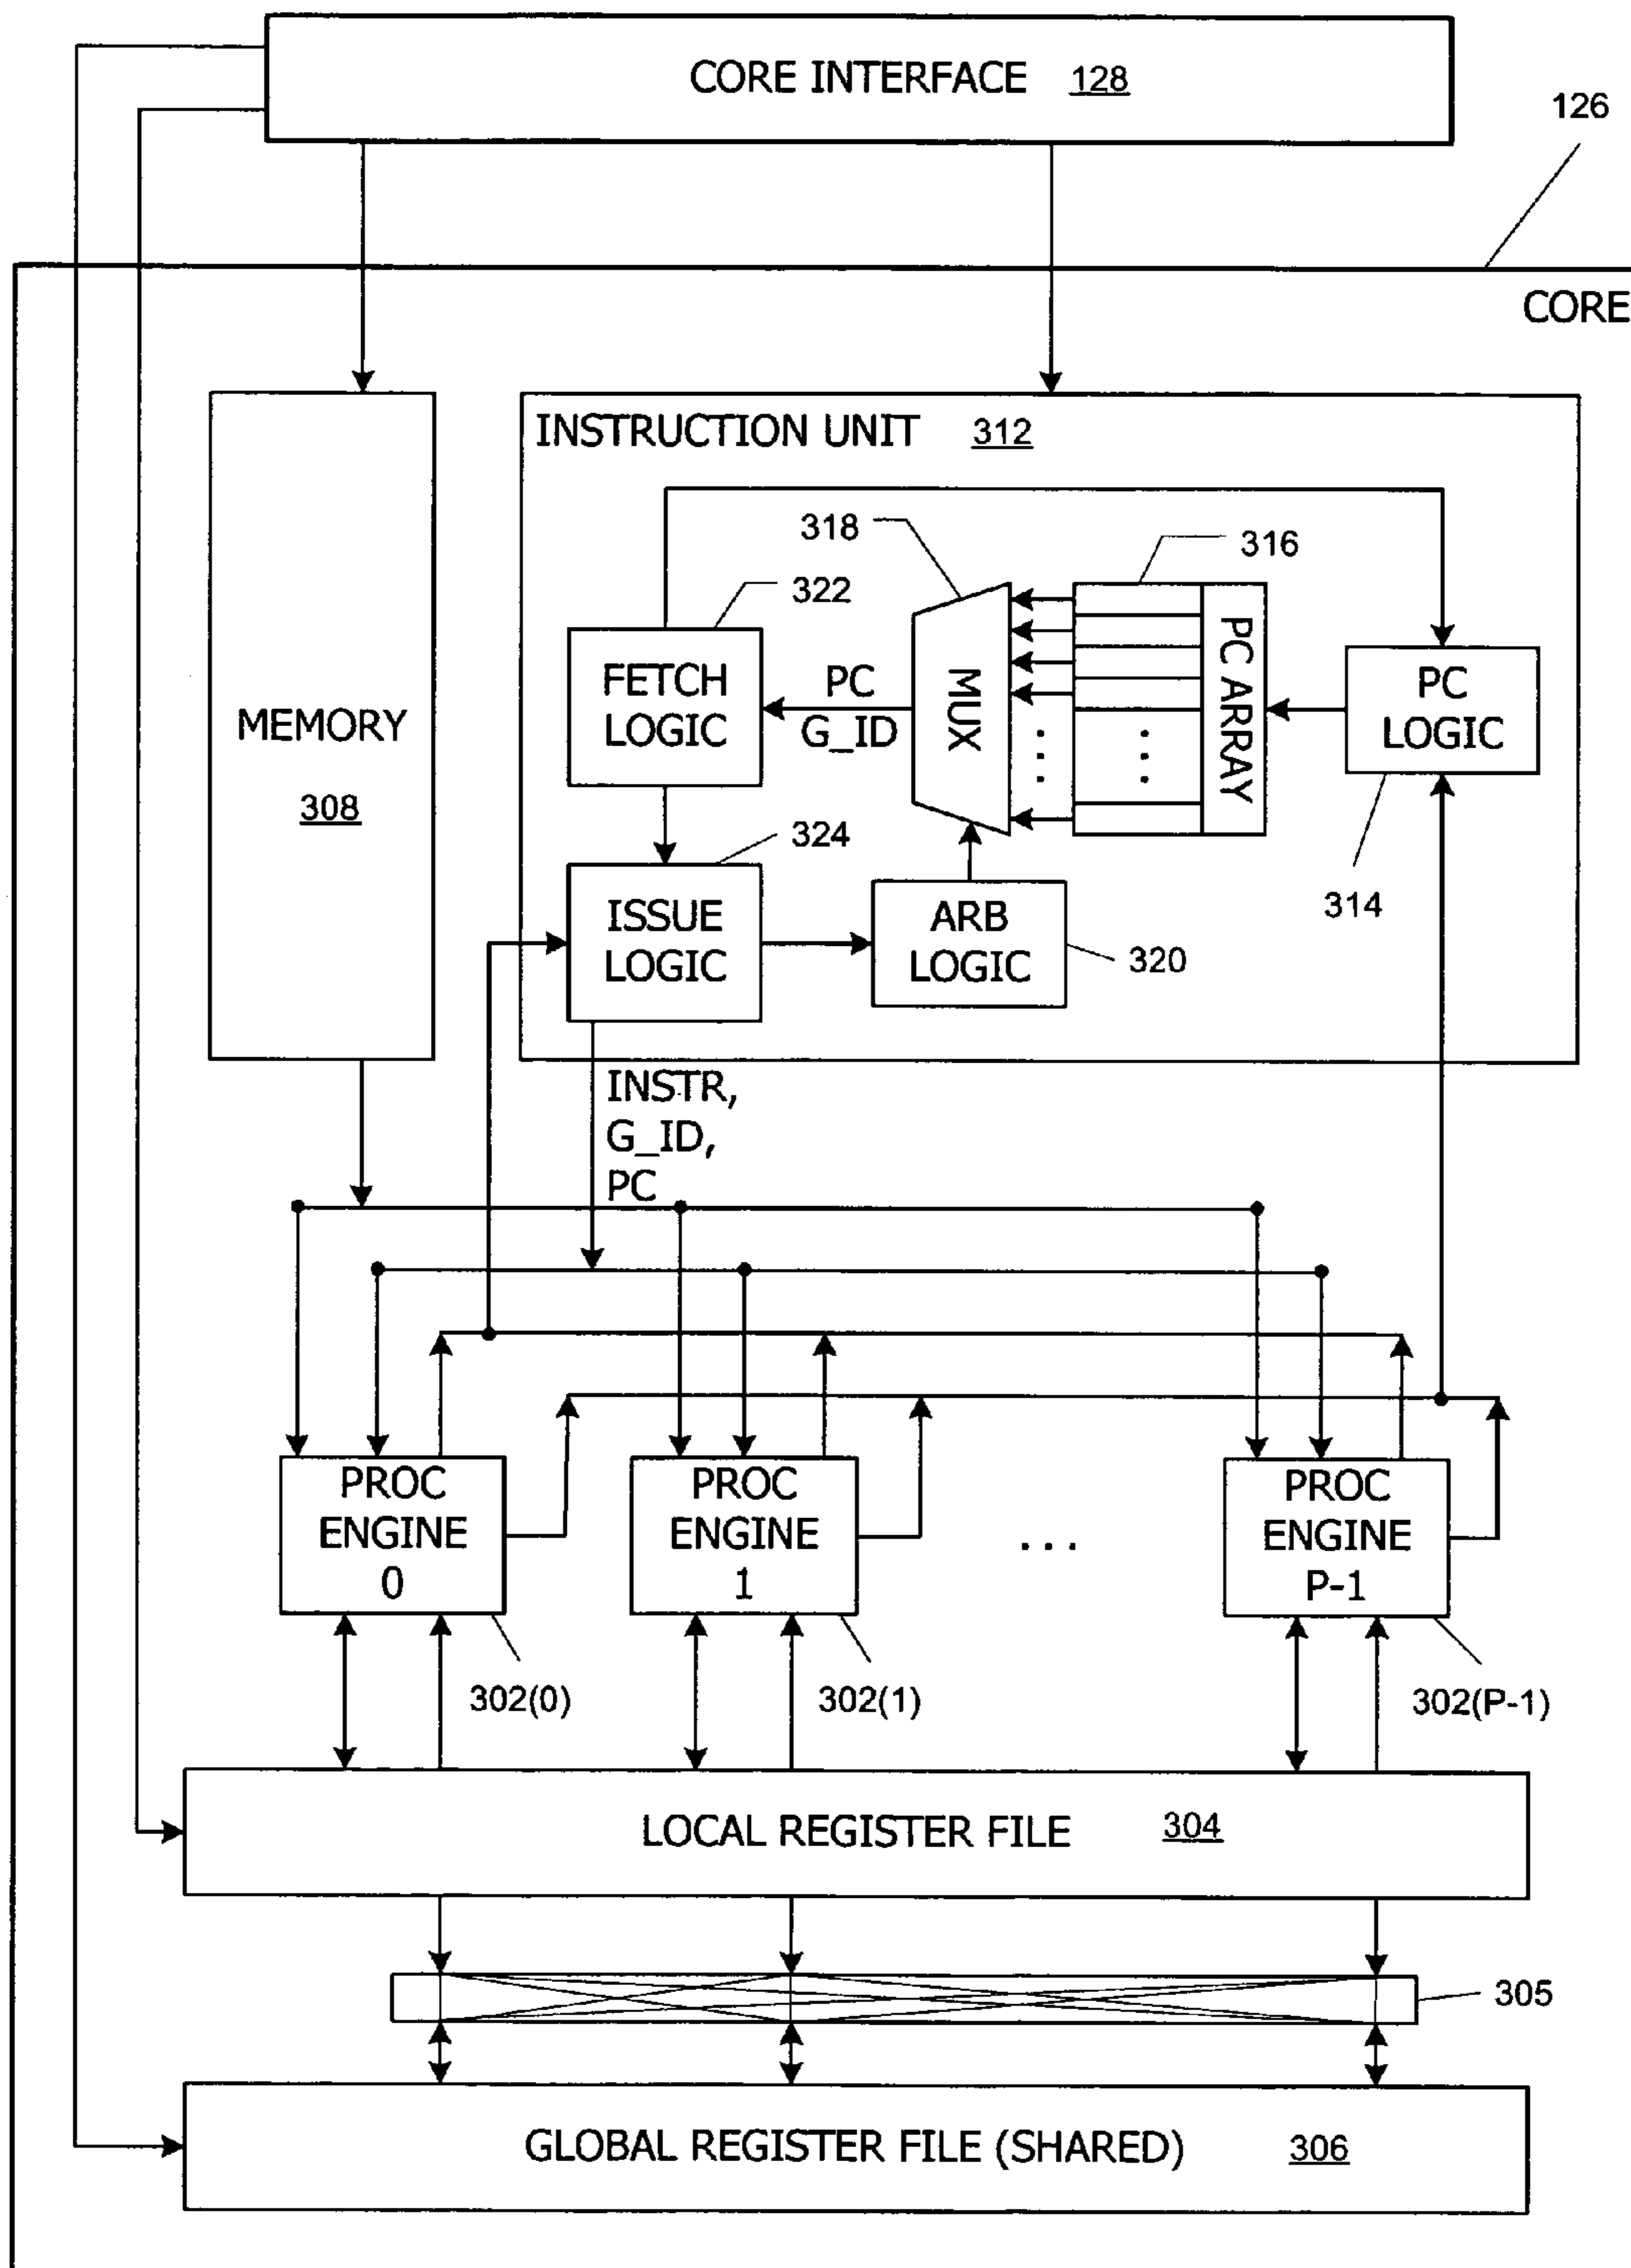 CORE INTERFACE 128
126
CORE
INSTRUCTION UNIT 312
318
316
322
FETCH
LOGIC
PC
G_ID
MUX
PC ARRAY
PC
LOGIC
MEMORY
308
324
314
ISSUE
LOGIC
ARB
LOGIC
320
INSTR,
G_ID,
PC
PROC
ENGINE
0
PROC
ENGINE
1
...
PROC
ENGINE
P-1
302(0)
302(1)
302(P-1)
LOCAL REGISTER FILE 304
305
GLOBAL REGISTER FILE (SHARED) 306